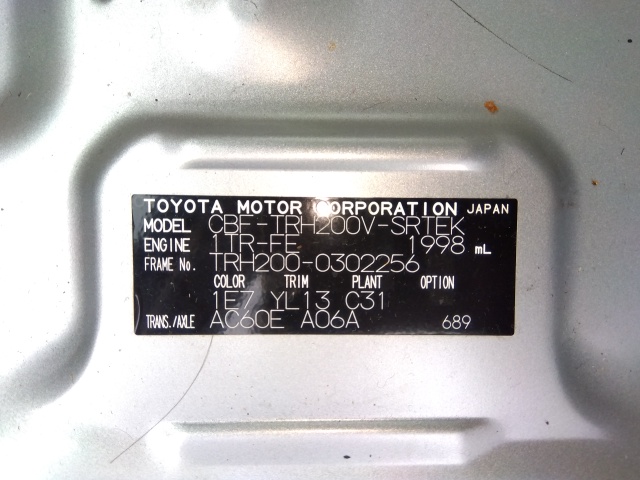 TOYOTA MOTOR CORPORATION JAPAN
MODEL CBF-TRH200V-SRTEK
ENGINE 1TR-FE 1998 mL
FRAME No. TRH200-0302256
COLOR TRIM PLANT OPTION
1E7 YL13 C31
TRANS./AXLE AC60E A06A 689